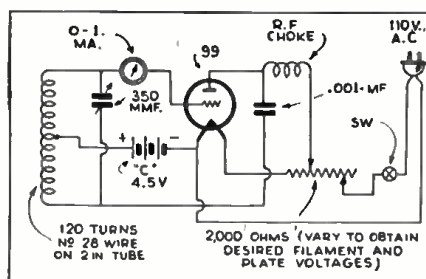 0-1.
MA.
99
R.F
CHOKE
110V.,
A.C
350
MMF.
.001-MF
+
-
"C"
4.5V
SW
120 TURNS
Nº 28 WIRE
ON 2 IN TUBE
2,000 OHMS (VARY TO OBTAIN
DESIRED FILAMENT AND
PLATE VOLTAGES)